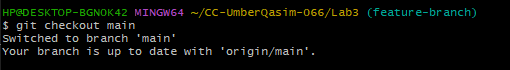 HP@DESKTOP-BGNOK42 MINGW64 ~/CC-UmberQasim-066/Lab3 (feature-branch)
$ git checkout main
Switched to branch 'main'
Your branch is up to date with 'origin/main'.